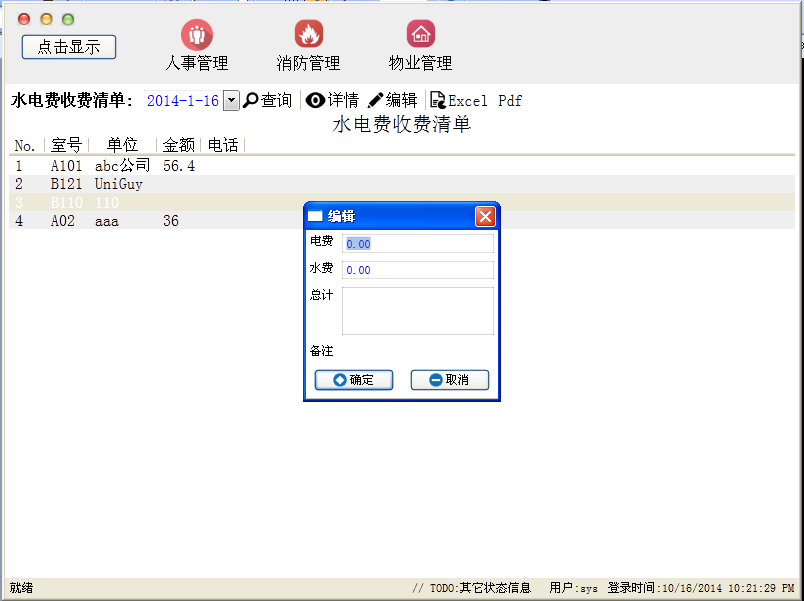 点击显示
人事管理 消防管理 物业管理
水电费收费清单： 2014-1-16 查询 详情 编辑 Excel Pdf
水电费收费清单
No. 室号 单位 金额 电话
1 A101 abc公司 56.4
2 B121 UniGuy
3 B110 110
4 A02 aaa 36
编辑
电费 0.00
水费 0.00
总计
备注
确定 取消
就绪 // TODO:其它状态信息 用户:sys 登录时间:10/16/2014 10:21:29 PM